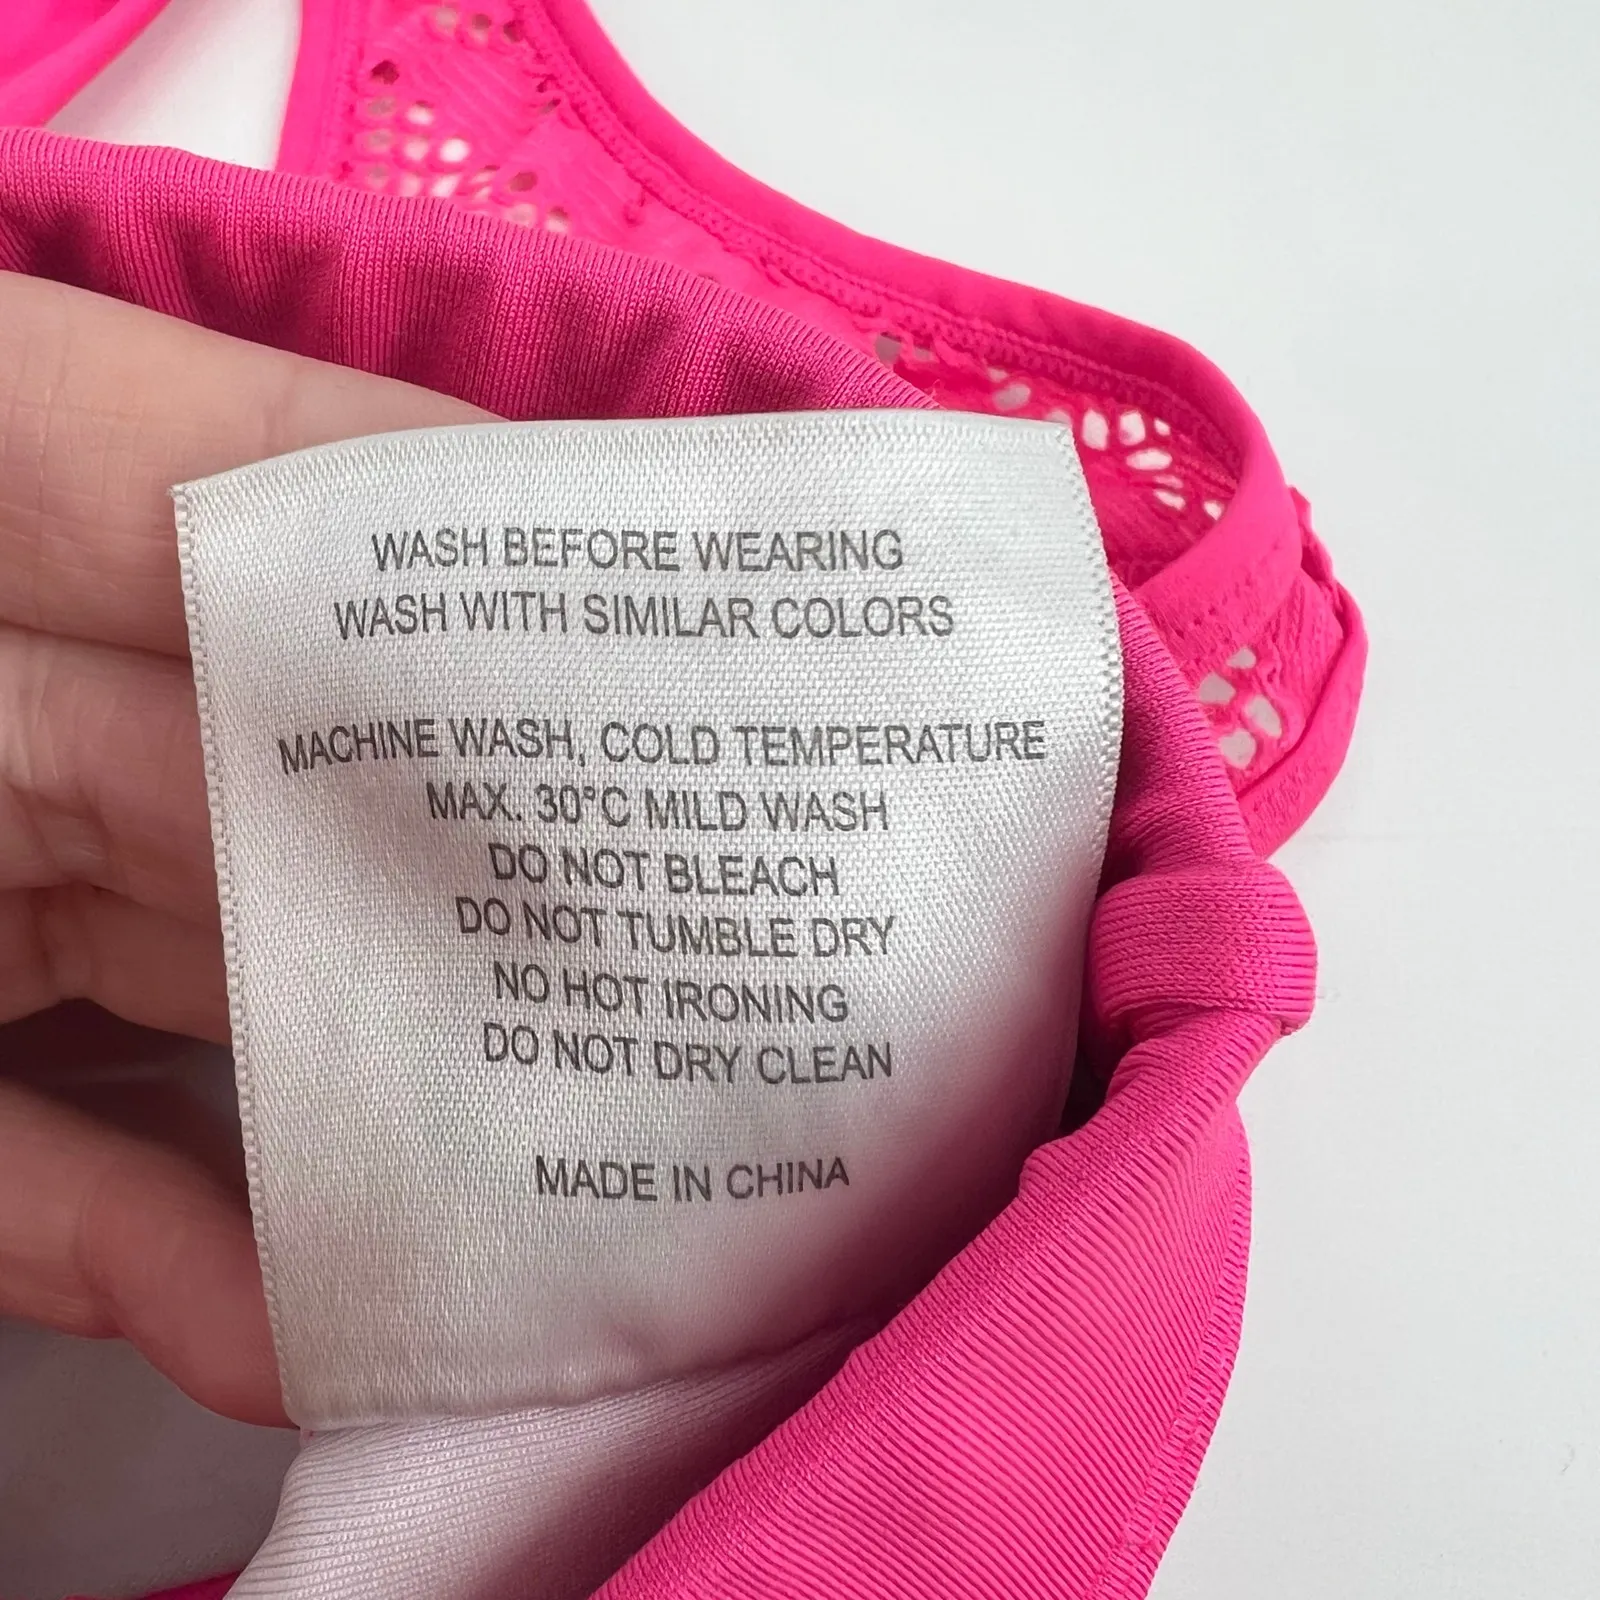 WASH BEFORE WEARING
WASH WITH SIMILAR COLORS
MACHINE WASH, COLD TEMPERATURE
MAX. 30°C MILD WASH
DO NOT BLEACH
DO NOT TUMBLE DRY
NO HOT IRONING
DO NOT DRY CLEAN
MADE IN CHINA